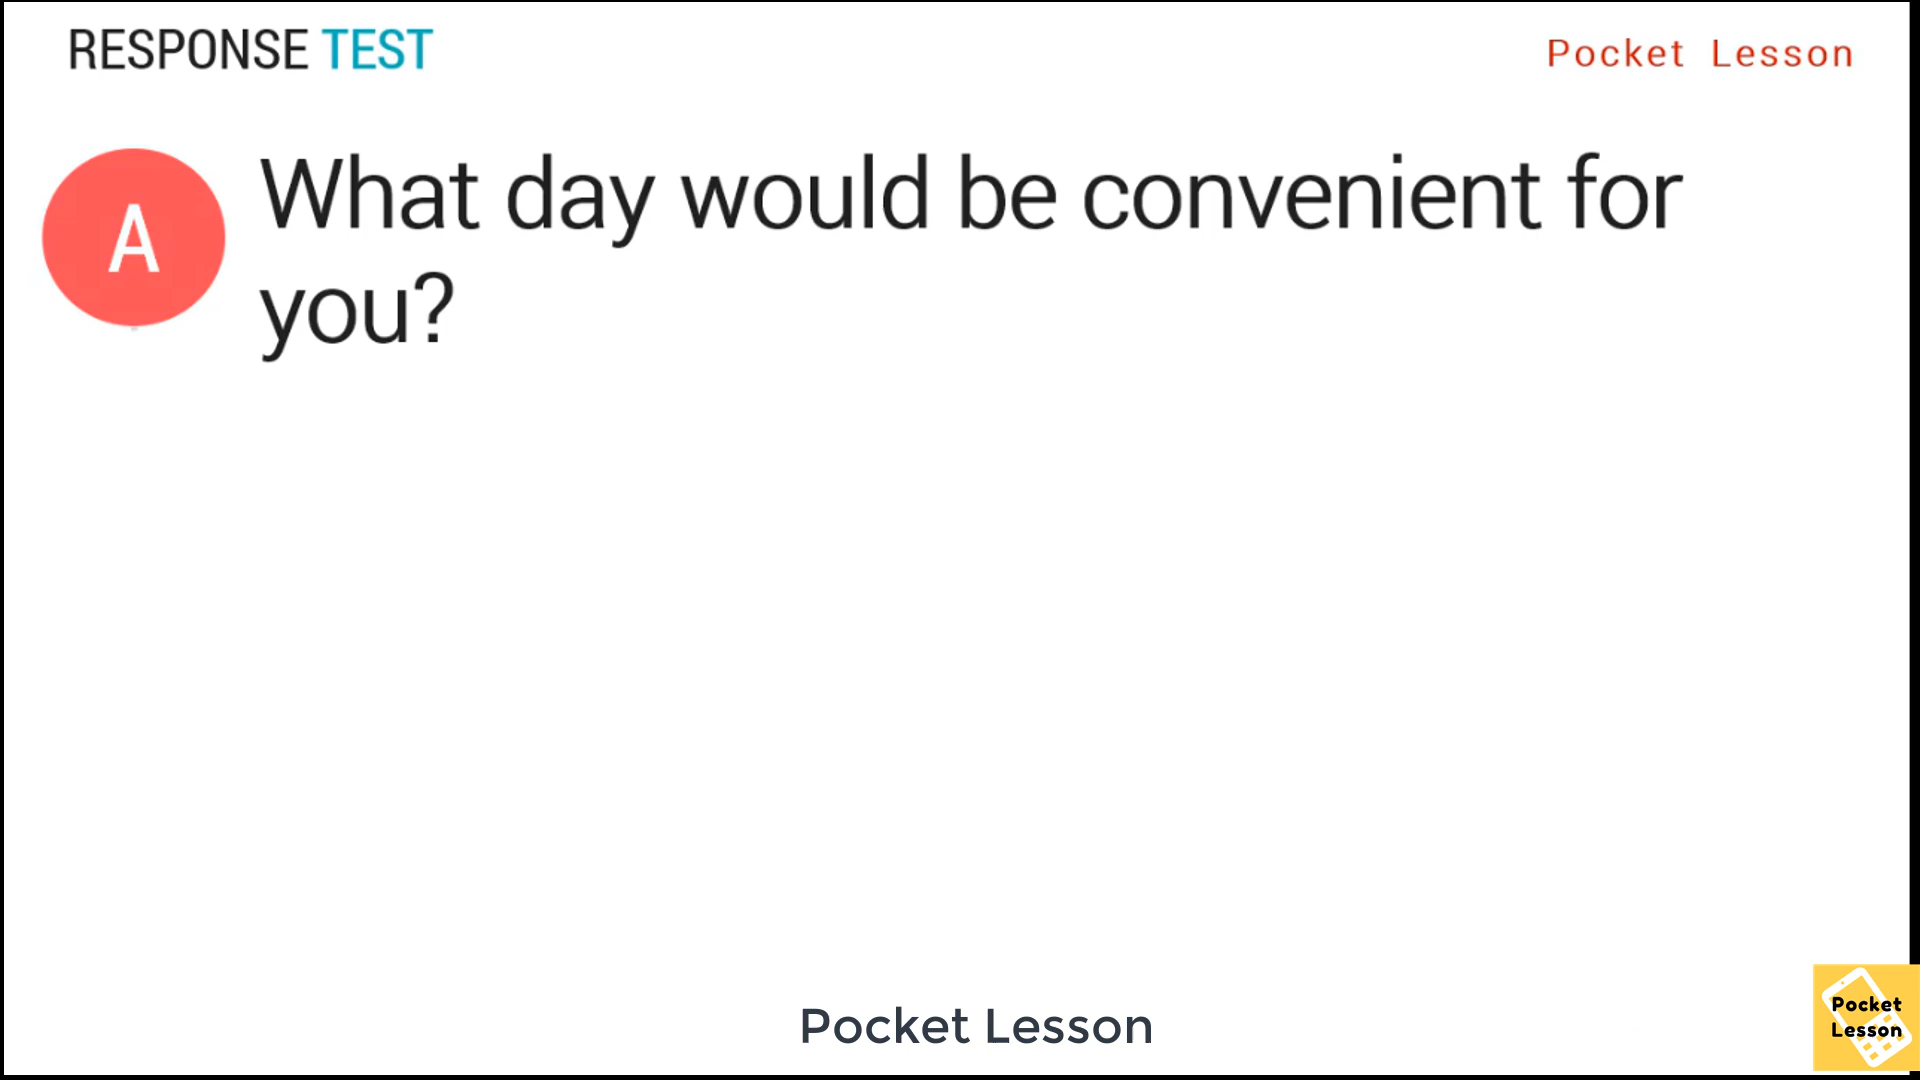 RESPONSE TEST
Pocket Lesson
A
What day would be convenient for
you?
Pocket Lesson
Pocket
Lesson